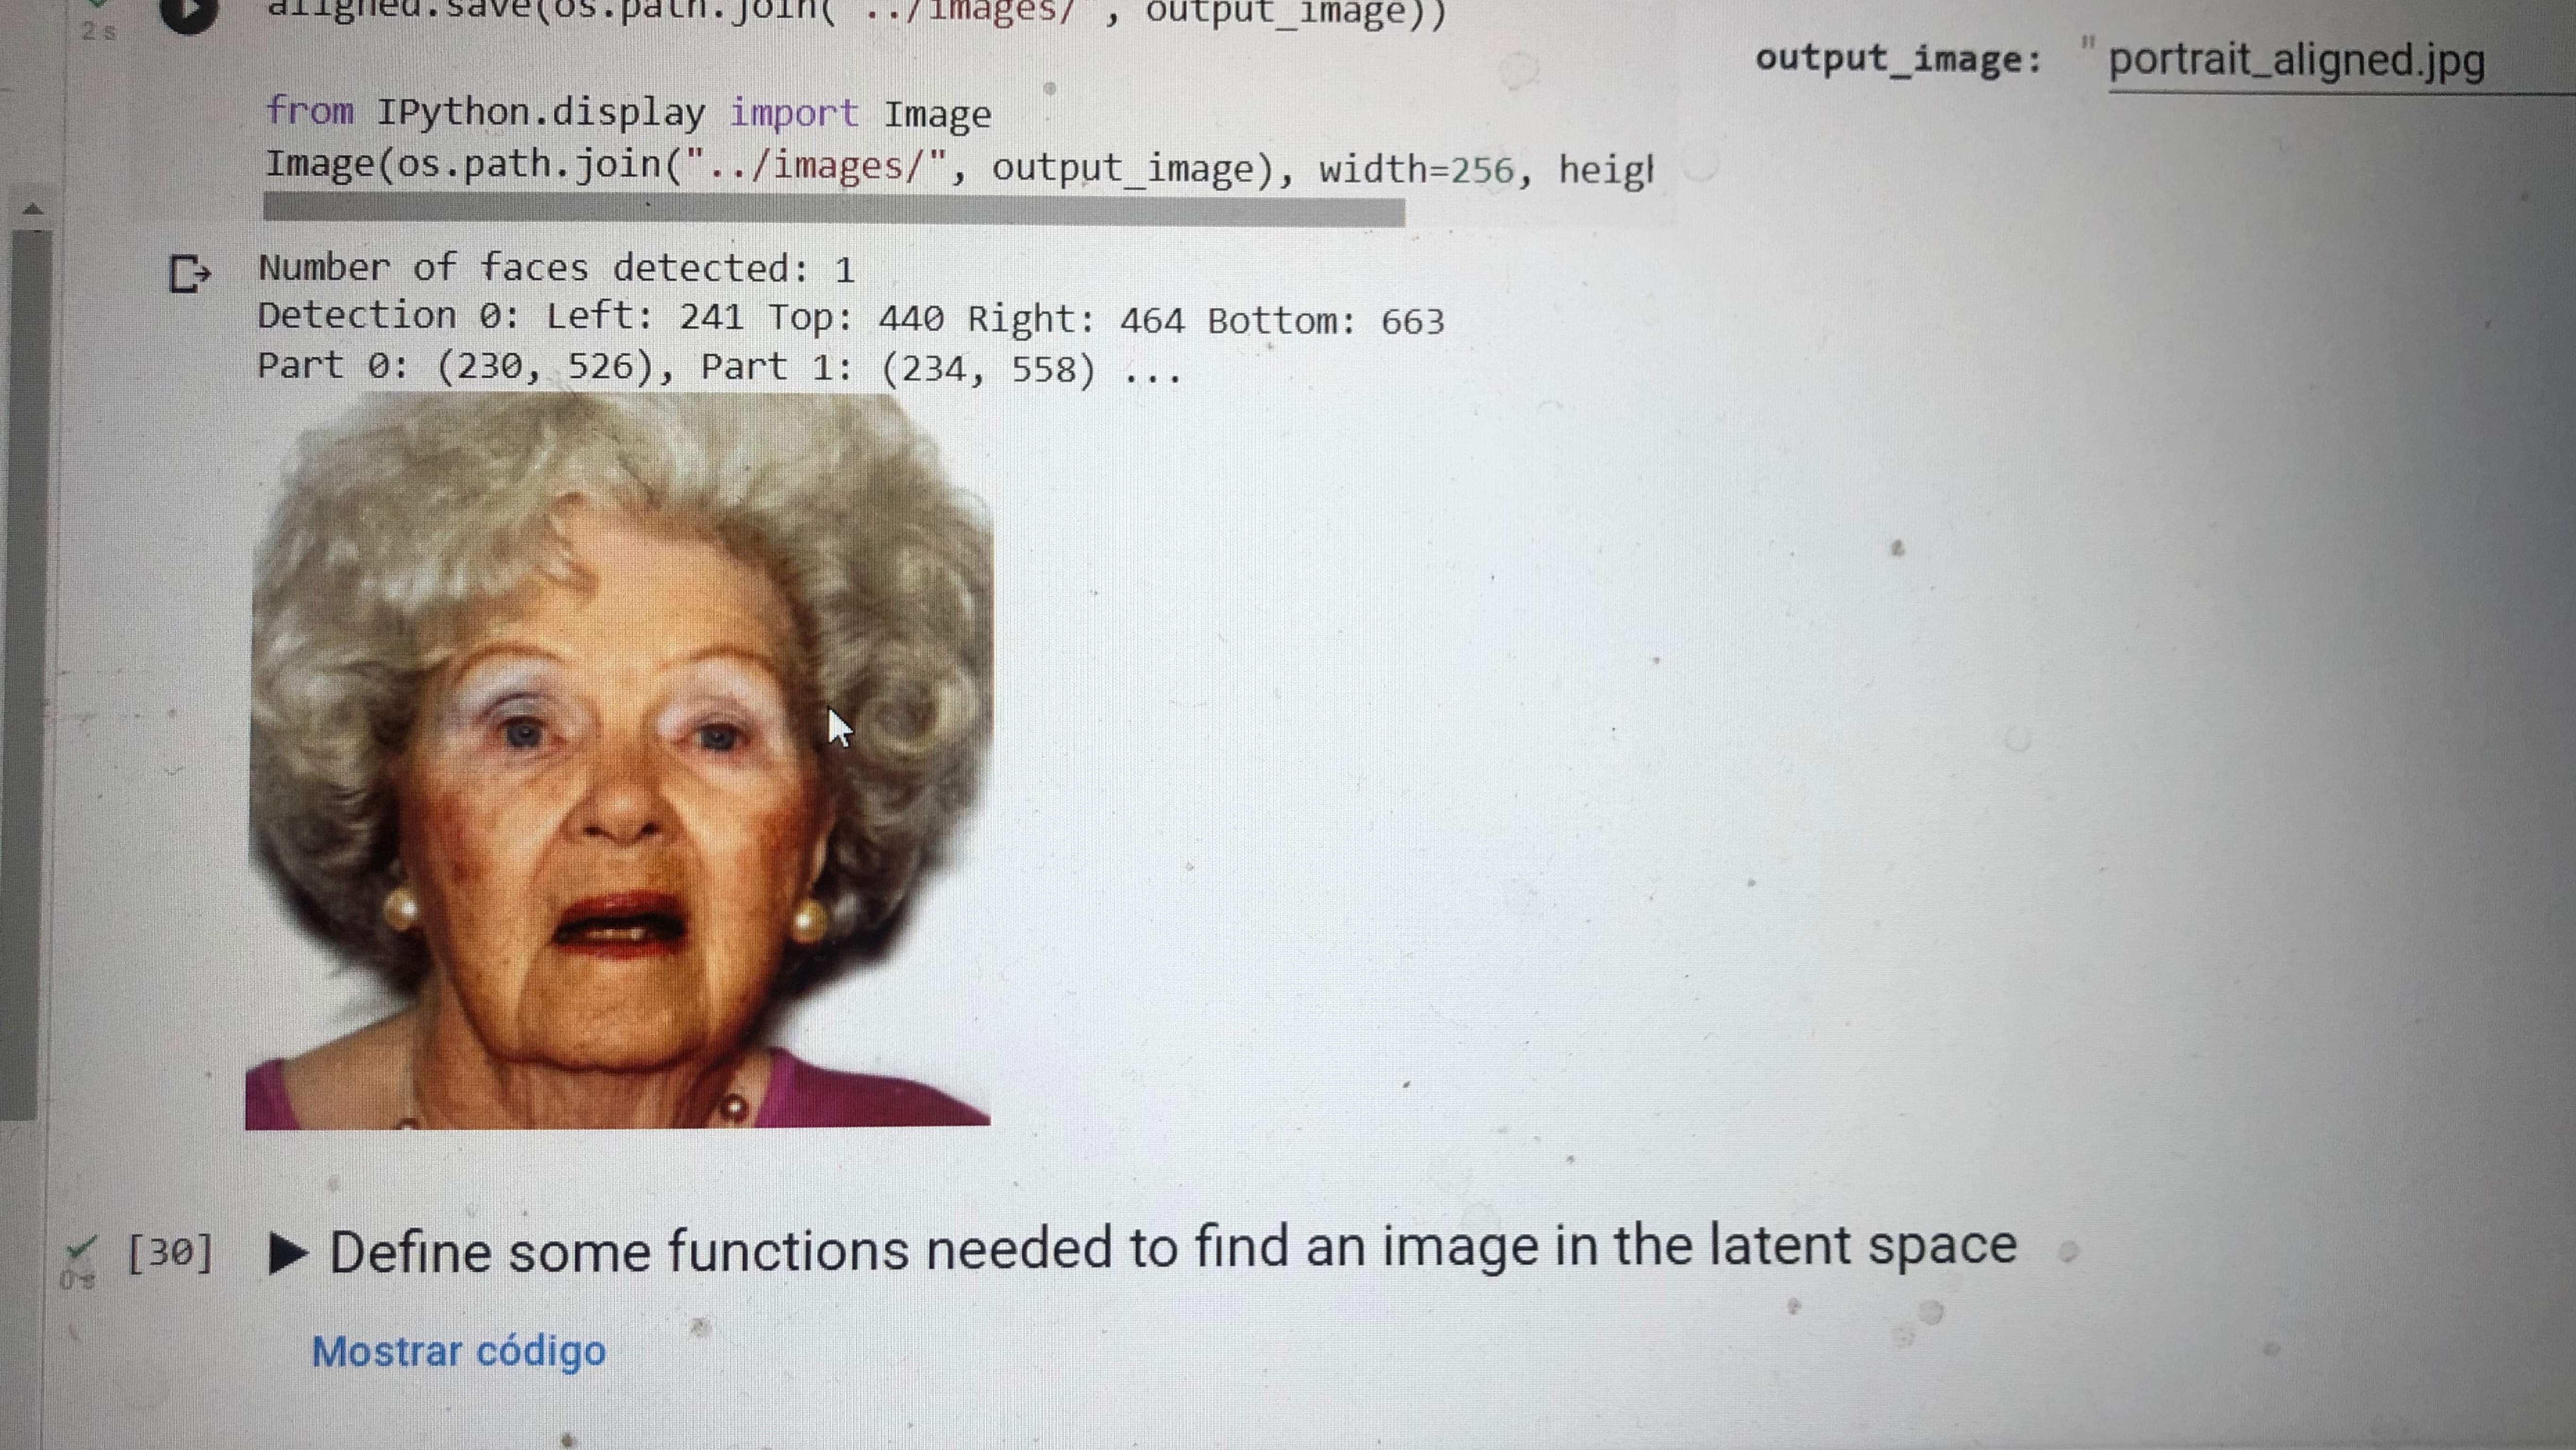 2 s
aligned.save(os.path.join("../images/", output_image))
output_image: " portrait_aligned.jpg
from IPython.display import Image
Image(os.path.join("../images/", output_image), width=256, heigh
Number of faces detected: 1
Detection 0: Left: 241 Top: 440 Right: 464 Bottom: 663
Part 0: (230, 526), Part 1: (234, 558) ...
[30] Define some functions needed to find an image in the latent space
0 s
Mostrar código